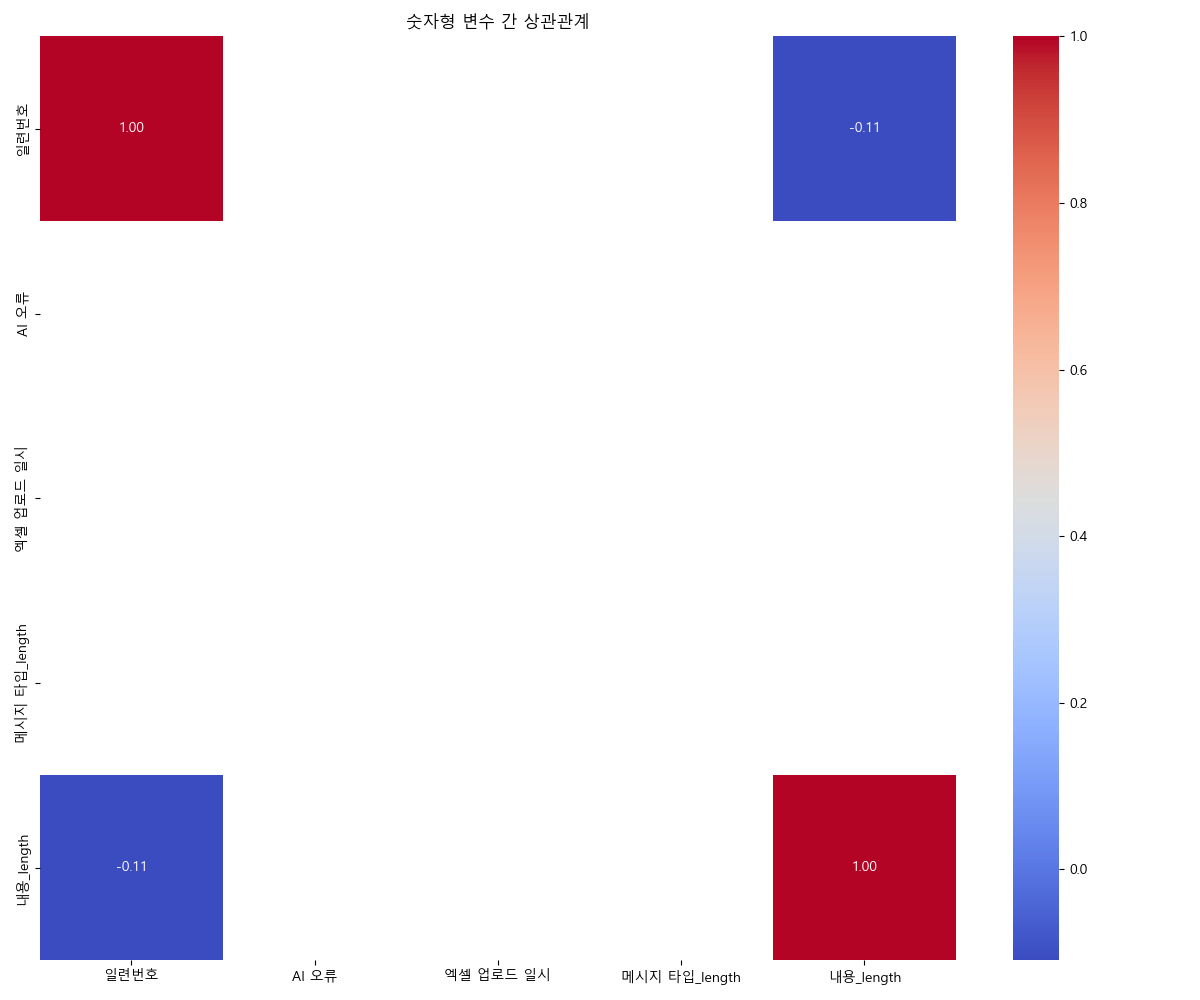 숫자형 변수 간 상관관계
일련번호
1.00
-0.11
AI 오류
엑셀 업로드 일시
메시지 타입_length
내용_length
-0.11
1.00
일련번호
AI 오류
엑셀 업로드 일시
메시지 타입_length
내용_length
1.0
0.8
0.6
0.4
0.2
0.0